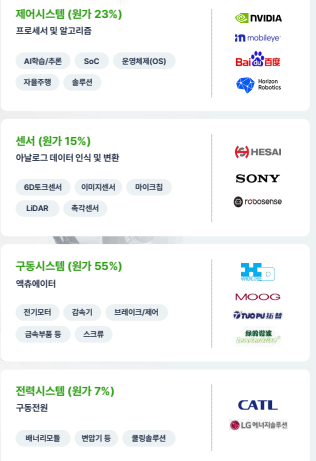 제어시스템 (원가 23%)
프로세서 및 알고리즘
AI학습/추론 SoC 운영체제(OS)
자율주행 솔루션
NVIDIA
mobileye
Bai du 百度
Horizon
Robotics
센서 (원가 15%)
아날로그 데이터 인식 및 변환
6D토크센서 이미지센서 마이크칩
LiDAR 촉각센서
HESAI
SONY
robosense
구동시스템 (원가 55%)
액츄에이터
전기모터 감속기 브레이크/제어
금속부품 등 스크류
MOOG
TUOPU 拓普
전력시스템 (원가 7%)
구동전원
배너리모듈 변압기 등 쿨링솔루션
CATL
LG에너지솔루션